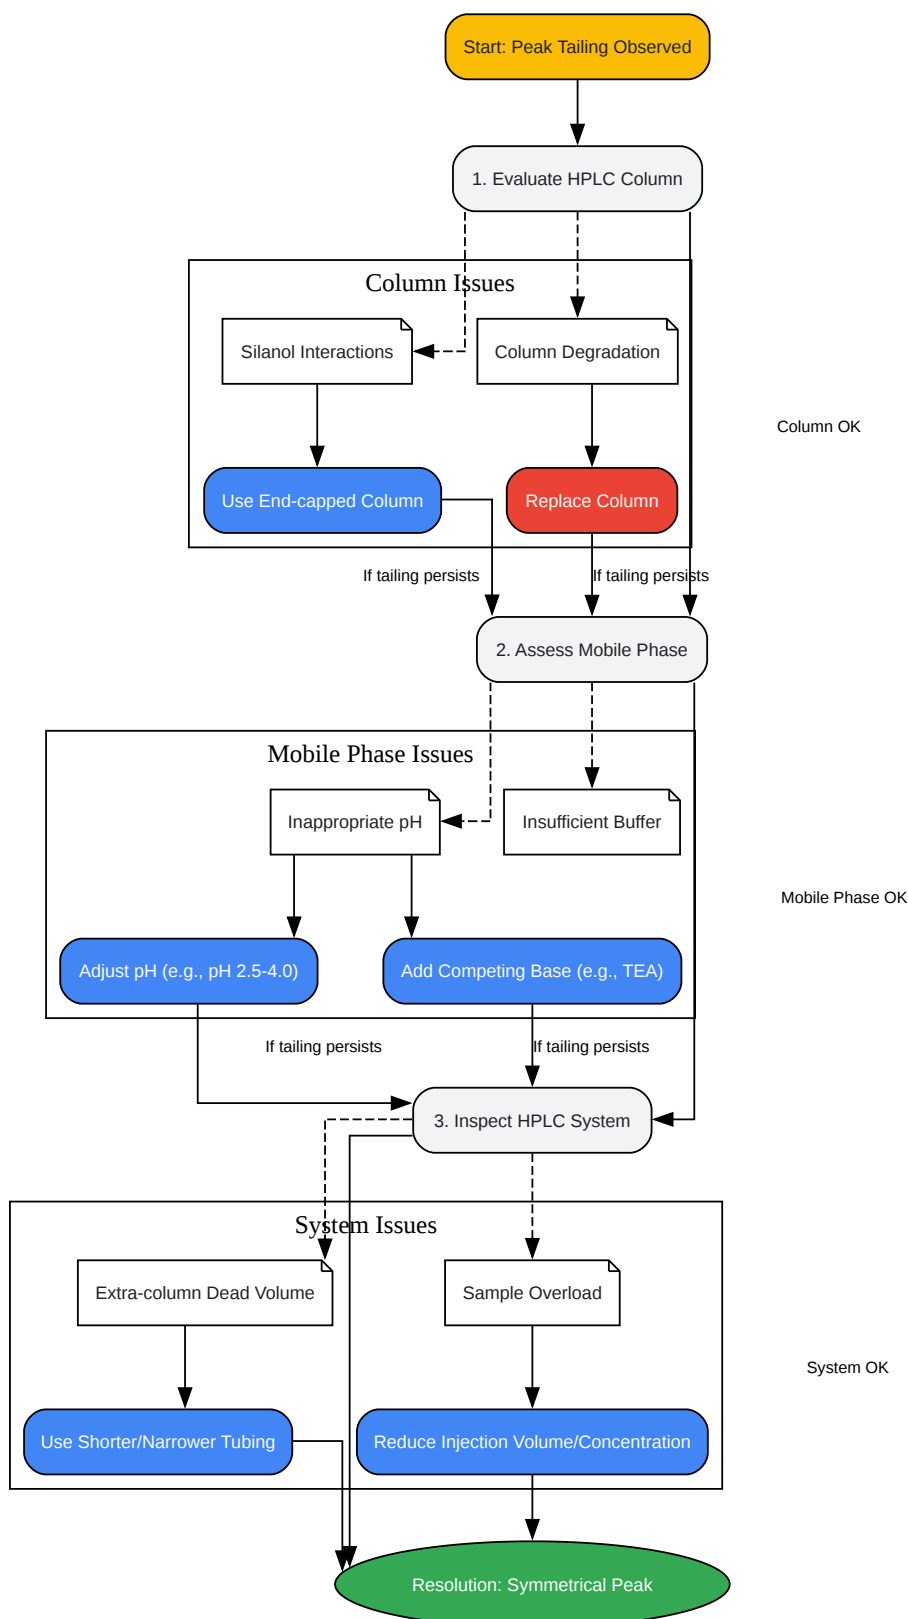 Start: Peak Tailing Observed
1. Evaluate HPLC Column
Column Issues
Silanol Interactions
Column Degradation
Column OK
Use End-capped Column
Replace Column
If tailing persists
If tailing persists
2. Assess Mobile Phase
Mobile Phase Issues
Inappropriate pH
Insufficient Buffer
Mobile Phase OK
Adjust pH (e.g., pH 2.5-4.0)
Add Competing Base (e.g., TEA)
If tailing persists
If tailing persists
3. Inspect HPLC System
System Issues
Extra-column Dead Volume
Sample Overload
System OK
Use Shorter/Narrower Tubing
Reduce Injection Volume/Concentration
Resolution: Symmetrical Peak